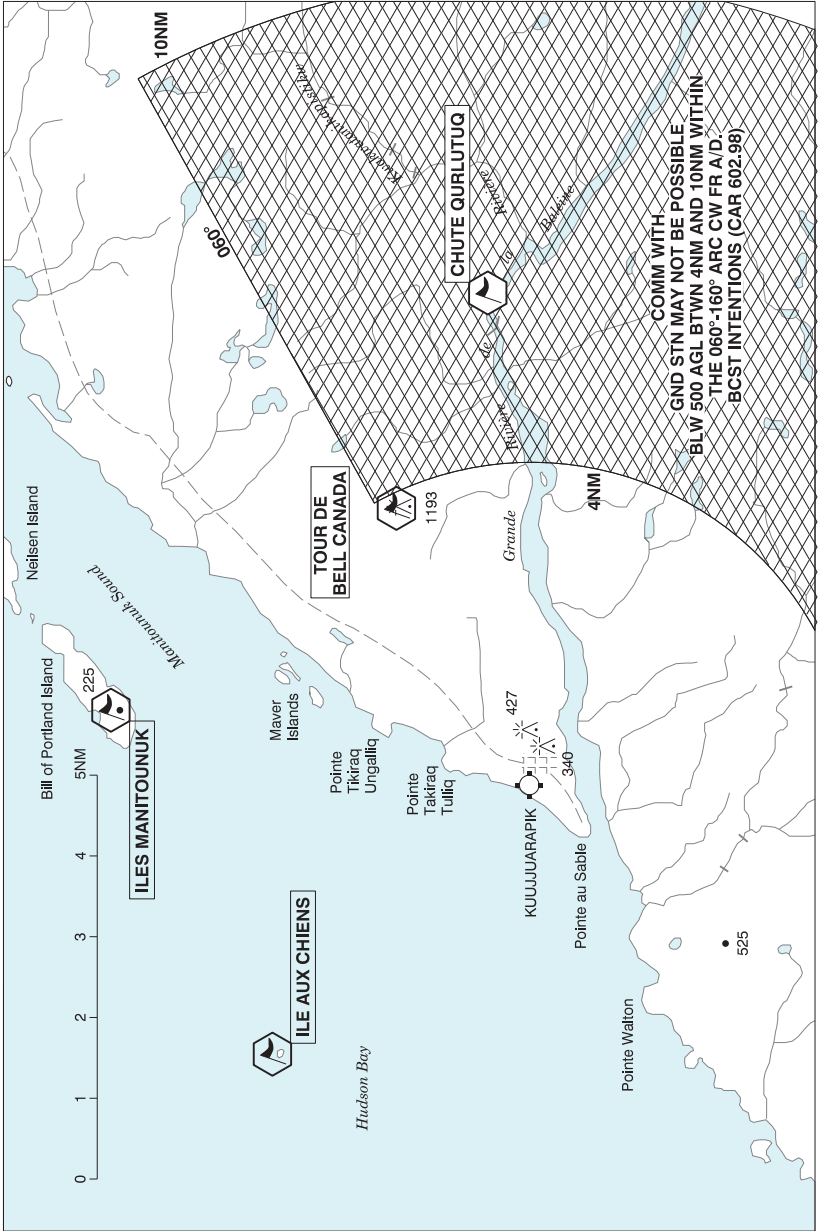 10NM
060°
Kwakwatanikapistikw
Rivière
CHUTE QURLUTUQ
Rivière
de
la
Baleine
COMM WITH
GND STN MAY NOT BE POSSIBLE
BLW 500 AGL BTWN 4NM AND 10NM WITHIN
THE 060°-160° ARC CW FR A/D.
BCST INTENTIONS (CAR 602.98)
Neilsen Island
Manitounuk Sound
TOUR DE
BELL CANADA
1193
Grande
4NM
Bill of Portland Island
225
ILES MANITOUNUK
Maver
Islands
Pointe
Tikiraq
Ungalliq
Pointe
Takiraq
Tulliq
427
340
KUUJJUARAPIK
Pointe au Sable
0
1
2
3
4
5NM
ILE AUX CHIENS
Hudson Bay
Pointe Walton
525